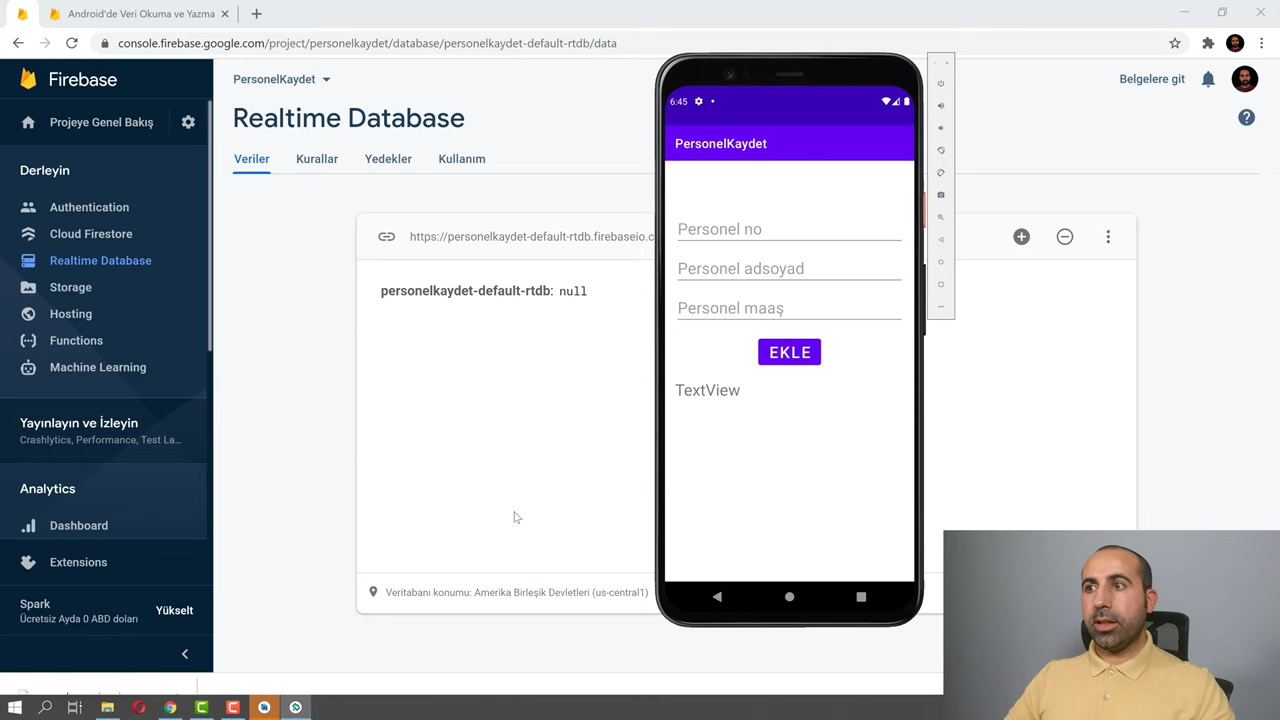 Android'de Veri Okuma ve Yazma
console.firebase.google.com/project/personelkaydet/database/personelkaydet-default-rtdb/data
Firebase
Projeye Genel Bakış
Derleyin
Authentication
Cloud Firestore
Realtime Database
Storage
Hosting
Functions
Machine Learning
Yayınlayın ve İzleyin
Crashlytics, Performance, Test La...
Analytics
Dashboard
Extensions
Spark
Ücretsiz Ayda 0 ABD doları
Yükselt
PersonelKaydet
Belgelere git
Realtime Database
Veriler
Kurallar
Yedekler
Kullanım
https://personelkaydet-default-rtdb.firebaseio.c
personelkaydet-default-rtdb: null
Veritabanı konumu: Amerika Birleşik Devletleri (us-central1)
6:45
PersonelKaydet
Personel no
Personel adsoyad
Personel maaş
EKLE
TextView